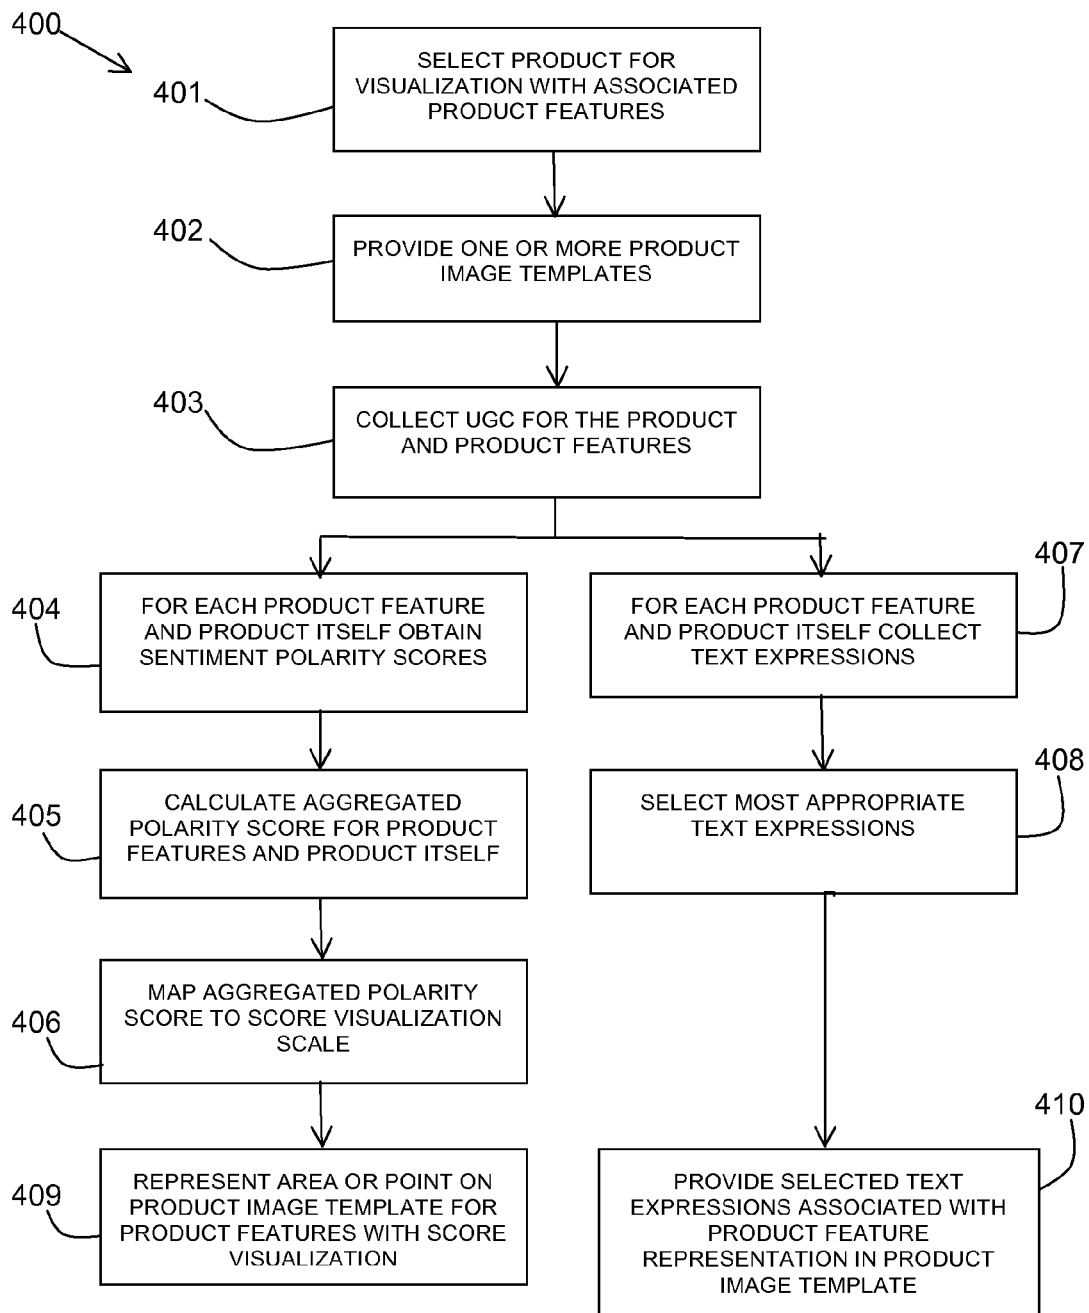 400
401
SELECT PRODUCT FOR
VISUALIZATION WITH ASSOCIATED
PRODUCT FEATURES
402
PROVIDE ONE OR MORE PRODUCT
IMAGE TEMPLATES
403
COLLECT UGC FOR THE PRODUCT
AND PRODUCT FEATURES
404
FOR EACH PRODUCT FEATURE
AND PRODUCT ITSELF OBTAIN
SENTIMENT POLARITY SCORES
407
FOR EACH PRODUCT FEATURE
AND PRODUCT ITSELF COLLECT
TEXT EXPRESSIONS
405
CALCULATE AGGREGATED
POLARITY SCORE FOR PRODUCT
FEATURES AND PRODUCT ITSELF
408
SELECT MOST APPROPRIATE
TEXT EXPRESSIONS
406
MAP AGGREGATED POLARITY
SCORE TO SCORE VISUALIZATION
SCALE
409
REPRESENT AREA OR POINT ON
PRODUCT IMAGE TEMPLATE FOR
PRODUCT FEATURES WITH SCORE
VISUALIZATION
410
PROVIDE SELECTED TEXT
EXPRESSIONS ASSOCIATED WITH
PRODUCT FEATURE
REPRESENTATION IN PRODUCT
IMAGE TEMPLATE